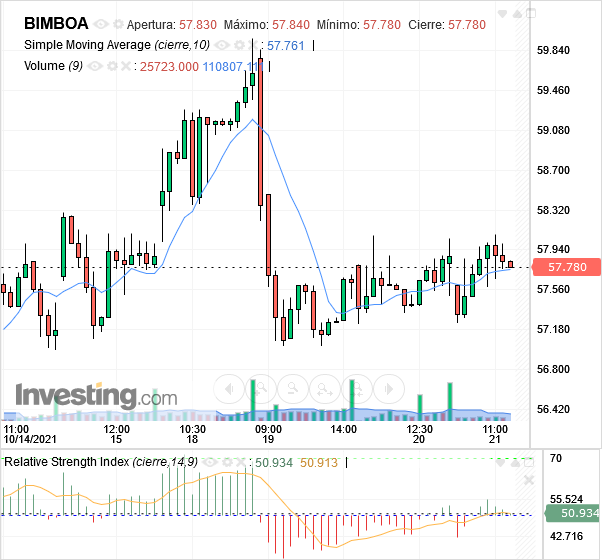 BIMBOA Apertura: 57.830 Máximo: 57.840 Mínimo: 57.780 Cierre: 57.780
Simple Moving Average (cierre,10) : 57.761
Volume (9) : 25723.000 110807.11
59.840
59.460
59.080
58.700
58.320
57.940
57.780
57.560
57.180
56.800
56.420
Investing.com
11:00 12:00 10:30 09:00 14:00 12:30 11:00
10/14/2021 15 18 19 20 21
Relative Strength Index (cierre,14,9) : 50.934 50.913
70
55.524
50.934
42.716